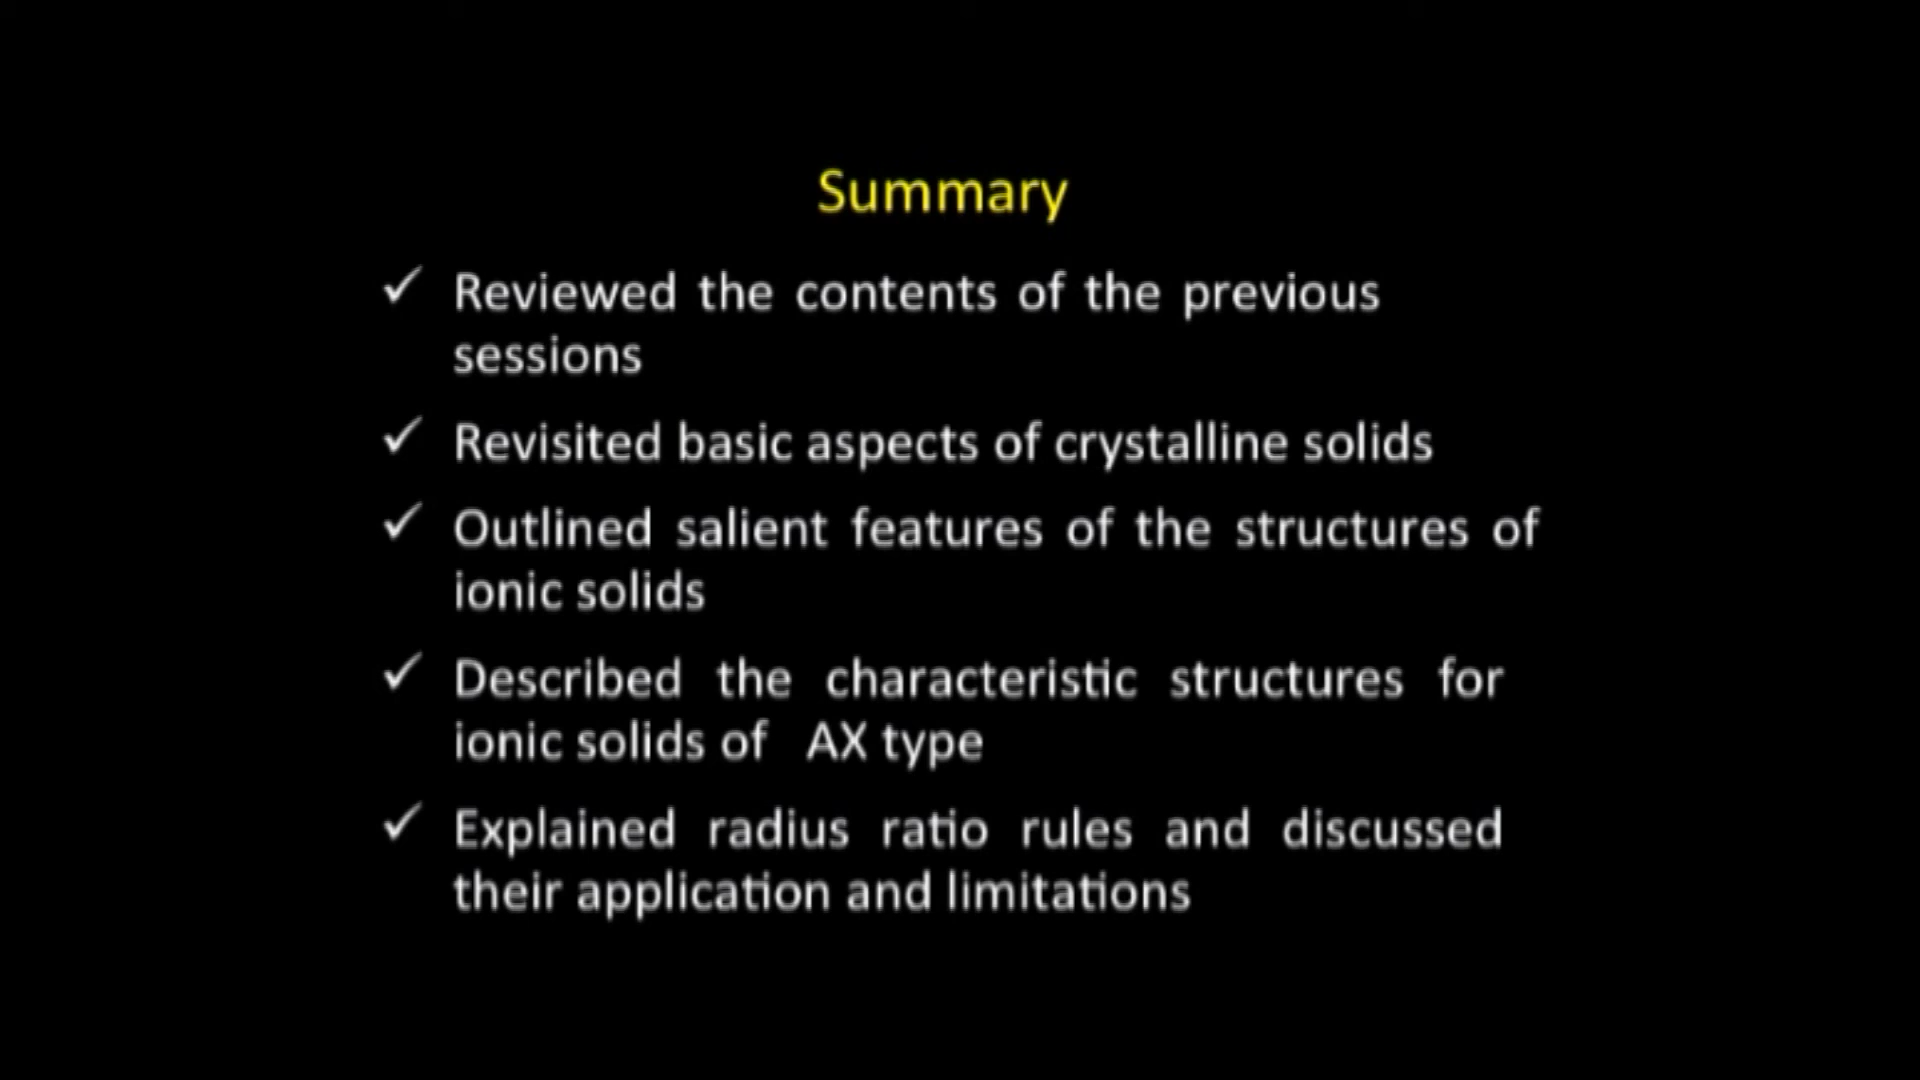 Summary
✓ Reviewed the contents of the previous
sessions
✓ Revisited basic aspects of crystalline solids
✓ Outlined salient features of the structures of
ionic solids
✓ Described the characteristic structures for
ionic solids of AX type
✓ Explained radius ratio rules and discussed
their application and limitations